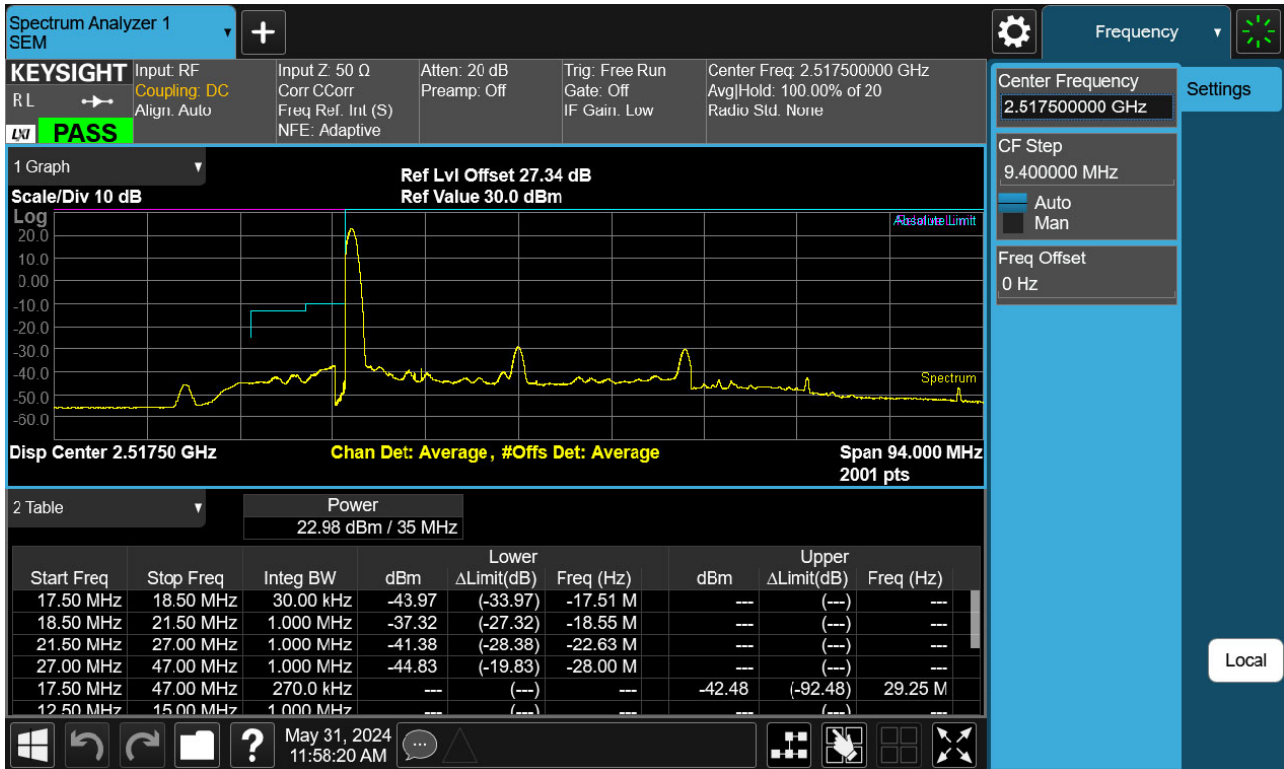 Spectrum Analyzer 1
SEM
+
Frequency
KEYSIGHT
RL
LXI PASS
Input: RF
Coupling: DC
Align: Auto
Input Z: 50 Ω
Corr CCorr
Freq Ref: Int (S)
NFE: Adaptive
Atten: 20 dB
Preamp: Off
Trig: Free Run
Gate: Off
IF Gain: Low
Center Freq: 2.517500000 GHz
Avg|Hold: 100.00% of 20
Radio Std: None
Center Frequency
2.517500000 GHz
Settings
CF Step
9.400000 MHz
Auto
Man
Freq Offset
0 Hz
Local
1 Graph
Scale/Div 10 dB
Ref Lvl Offset 27.34 dB
Ref Value 30.0 dBm
Log
20.0
10.0
0.00
-10.0
-20.0
-30.0
-40.0
-50.0
-60.0
Limit
Spectrum
Disp Center 2.51750 GHz
Chan Det: Average, #Offs Det: Average
Span 94.000 MHz
2001 pts
2 Table
Power
22.98 dBm / 35 MHz
Lower Upper
Start Freq Stop Freq Integ BW dBm ΔLimit(dB) Freq (Hz) dBm ΔLimit(dB) Freq (Hz)
17.50 MHz 18.50 MHz 30.00 kHz -43.97 (-33.97) -17.51 M --- (---) ---
18.50 MHz 21.50 MHz 1.000 MHz -37.32 (-27.32) -18.55 M --- (---) ---
21.50 MHz 27.00 MHz 1.000 MHz -41.38 (-28.38) -22.63 M --- (---) ---
27.00 MHz 47.00 MHz 1.000 MHz -44.83 (-19.83) -28.00 M --- (---) ---
17.50 MHz 47.00 MHz 270.0 kHz --- (---) --- -42.48 (-92.48) 29.25 M
12.50 MHz 15.00 MHz 1.000 MHz --- (---) --- --- (---) ---
?
May 31, 2024
11:58:20 AM